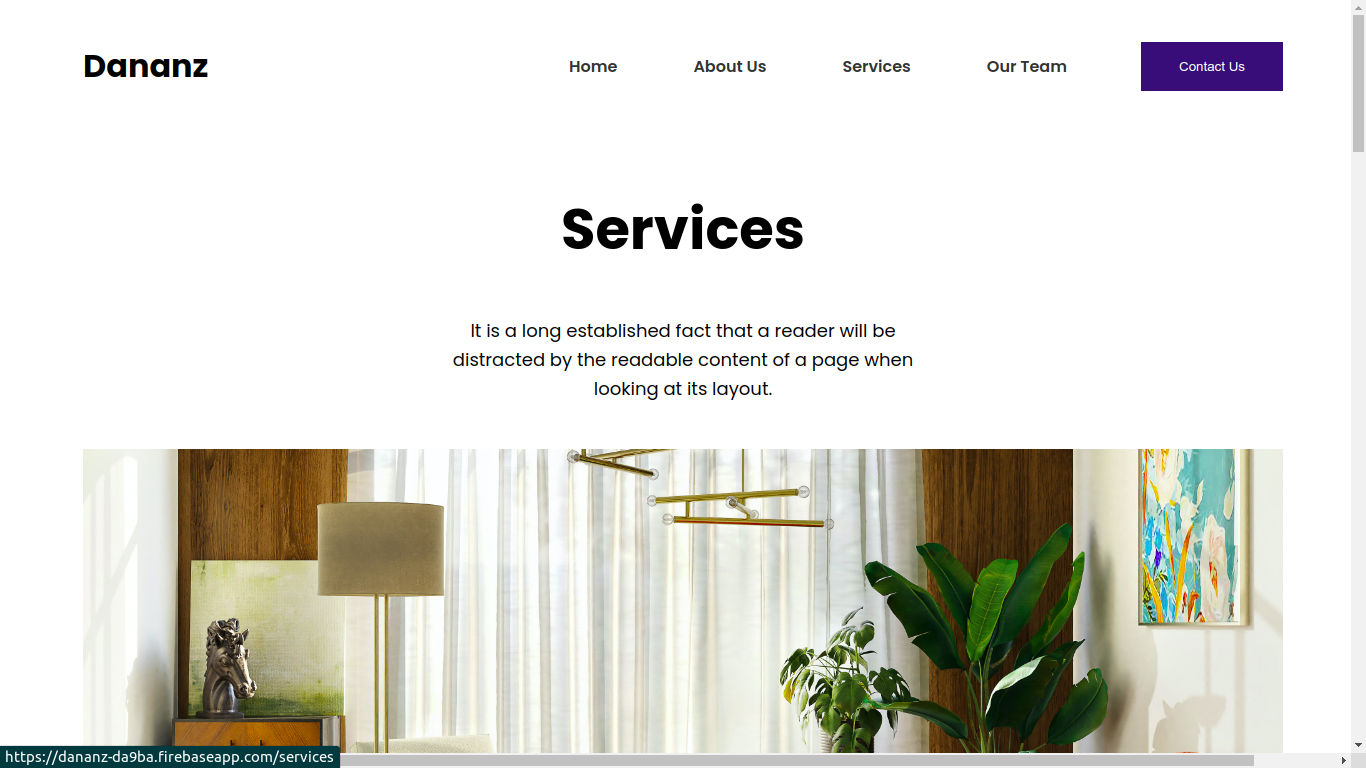 Dananz
Home
About Us
Services
Our Team
Contact Us
Services
It is a long established fact that a reader will be
distracted by the readable content of a page when
looking at its layout.
https://dananz-da9ba.firebaseapp.com/services